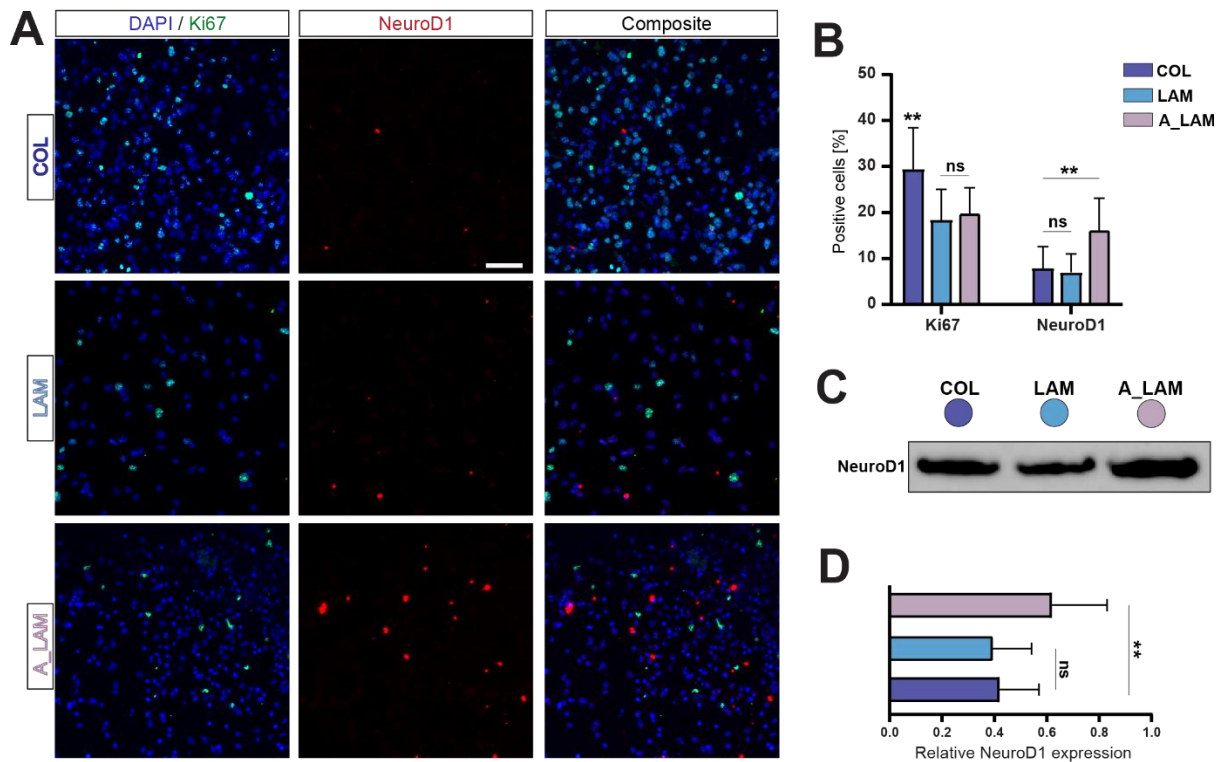 A
DAPI / Ki67
NeuroD1
Composite
COL
LAM
A_LAM
B
Positive cells [%]
50
40
30
20
10
0
**
ns
ns
**
Ki67
NeuroD1
COL
LAM
A_LAM
C
COL
LAM
A_LAM
NeuroD1
D
ns
**
0.0 0.2 0.4 0.6 0.8 1.0
Relative NeuroD1 expression